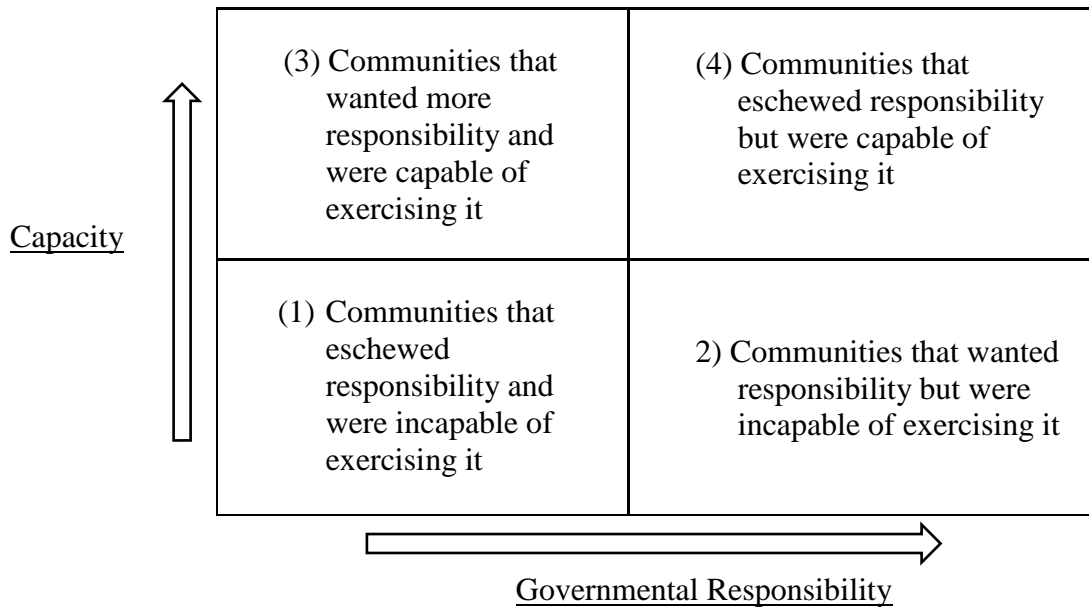 (3) Communities that
wanted more
responsibility and
were capable of
exercising it
(4) Communities that
eschewed responsibility
but were capable of
exercising it
Capacity
(1) Communities that
eschewed
responsibility and
were incapable of
exercising it
2) Communities that wanted
responsibility but were
incapable of exercising it
Governmental Responsibility